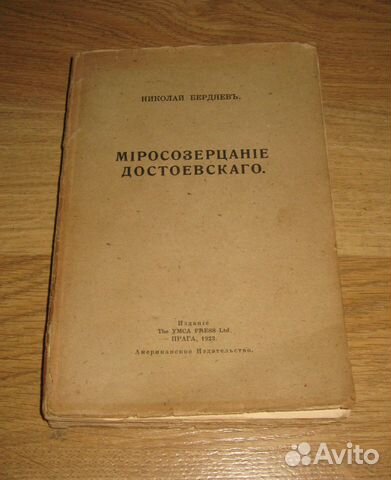 НИКОЛАЙ БЕРДЯЕВЪ.
МІРОСОЗЕРЦАНІЕ
ДОСТОЕВСКАГО.
Изданіе
The YMCA PRESS Ltd.
ПРАГА, 1923.
Американское Издательство.
Avito